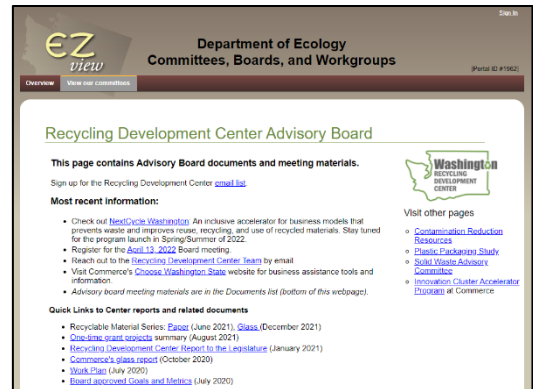 Sign In
EZ
view
Department of Ecology
Committees, Boards, and Workgroups
[Portal ID #1962]
Overview
View our committees
Recycling Development Center Advisory Board
This page contains Advisory Board documents and meeting materials.
Sign up for the Recycling Development Center email list.
Most recent information:
Check out NextCycle Washington: An inclusive accelerator for business models that
prevents waste and improves reuse, recycling, and use of recycled materials. Stay tuned
for the program launch in Spring/Summer of 2022.
Register for the April 13, 2022 Board meeting.
Reach out to the Recycling Development Center Team by email.
Visit Commerce's Choose Washington State website for business assistance tools and
information.
Advisory board meeting materials are in the Documents list (bottom of this webpage).
Quick Links to Center reports and related documents
Recyclable Material Series: Paper (June 2021), Glass (December 2021)
One-time grant projects summary (August 2021)
Recycling Development Center Report to the Legislature (January 2021)
Commerce's glass report (October 2020)
Work Plan (July 2020)
Board approved Goals and Metrics (July 2020)
Washington
RECYCLING
DEVELOPMENT
CENTER
Visit other pages
Contamination Reduction
Resources
Plastic Packaging Study
Solid Waste Advisory
Committee
Innovation Cluster Accelerator
Program at Commerce